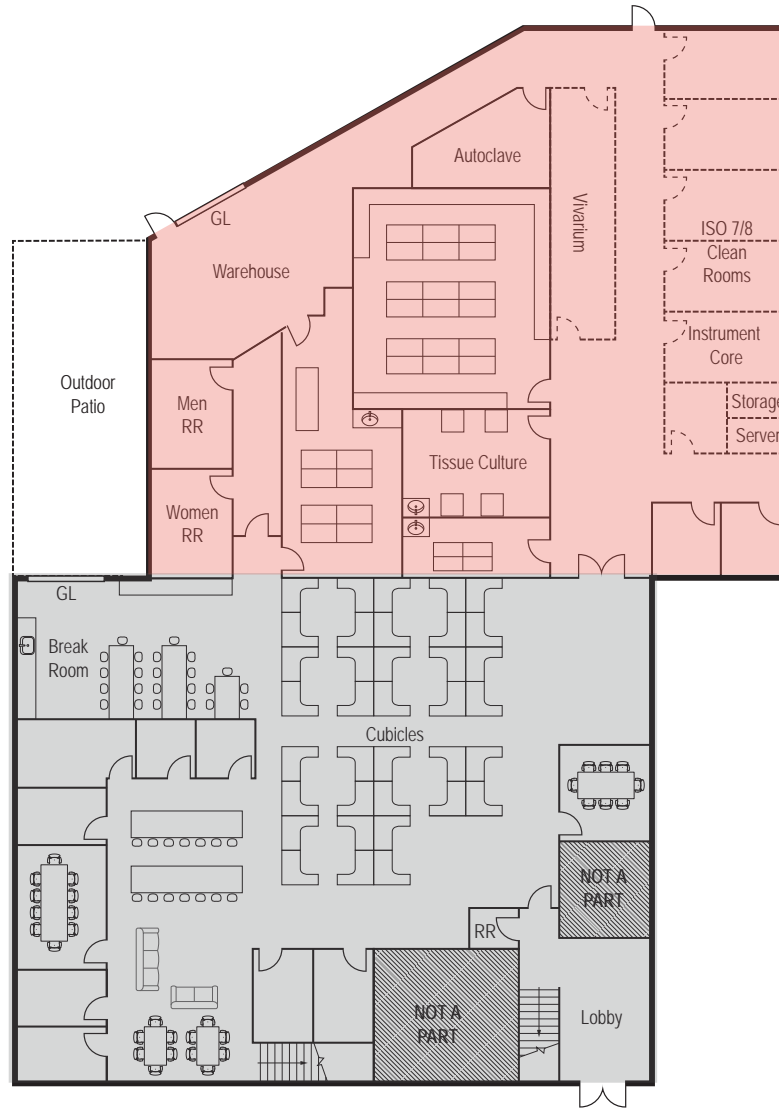 Autoclave
Vivarium
GL
ISO 7/8
Clean
Rooms
Warehouse
Instrument
Core
Outdoor
Patio
Men
RR
Storage
Server
Tissue Culture
Women
RR
GL
Break
Room
Cubicles
NOT A
PART
RR
NOT A
PART
Lobby